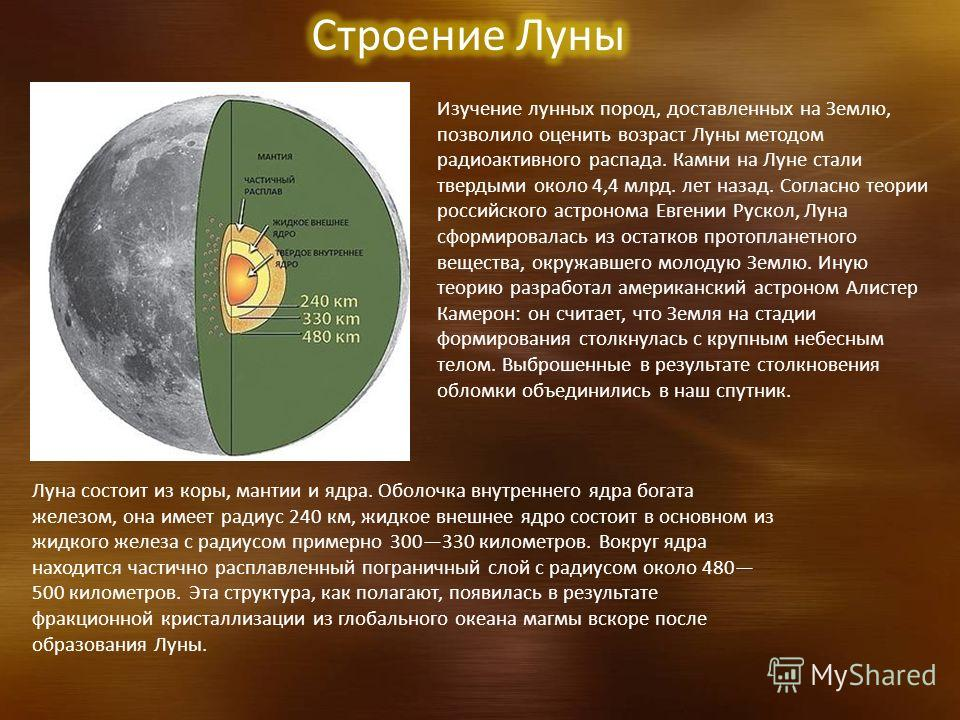 Строение Луны
МАНТИЯ
ЧАСТИЧНЫЙ
РАСПЛАВ
ЖИДКОЕ ВНЕШНЕЕ
ЯДРО
ТВЁРДОЕ ВНУТРЕННЕЕ
ЯДРО
240 km
330 km
480 km
Изучение лунных пород, доставленных на Землю,
позволило оценить возраст Луны методом
радиоактивного распада. Камни на Луне стали
твердыми около 4,4 млрд. лет назад. Согласно теории
российского астронома Евгении Рускол, Луна
сформировалась из остатков протопланетного
вещества, окружавшего молодую Землю. Иную
теорию разработал американский астроном Алистер
Камерон: он считает, что Земля на стадии
формирования столкнулась с крупным небесным
телом. Выброшенные в результате столкновения
обломки объединились в наш спутник.
Луна состоит из коры, мантии и ядра. Оболочка внутреннего ядра богата
железом, она имеет радиус 240 км, жидкое внешнее ядро состоит в основном из
жидкого железа с радиусом примерно 300—330 километров. Вокруг ядра
находится частично расплавленный пограничный слой с радиусом около 480—
500 километров. Эта структура, как полагают, появилась в результате
фракционной кристаллизации из глобального океана магмы вскоре после
образования Луны.
MyShared